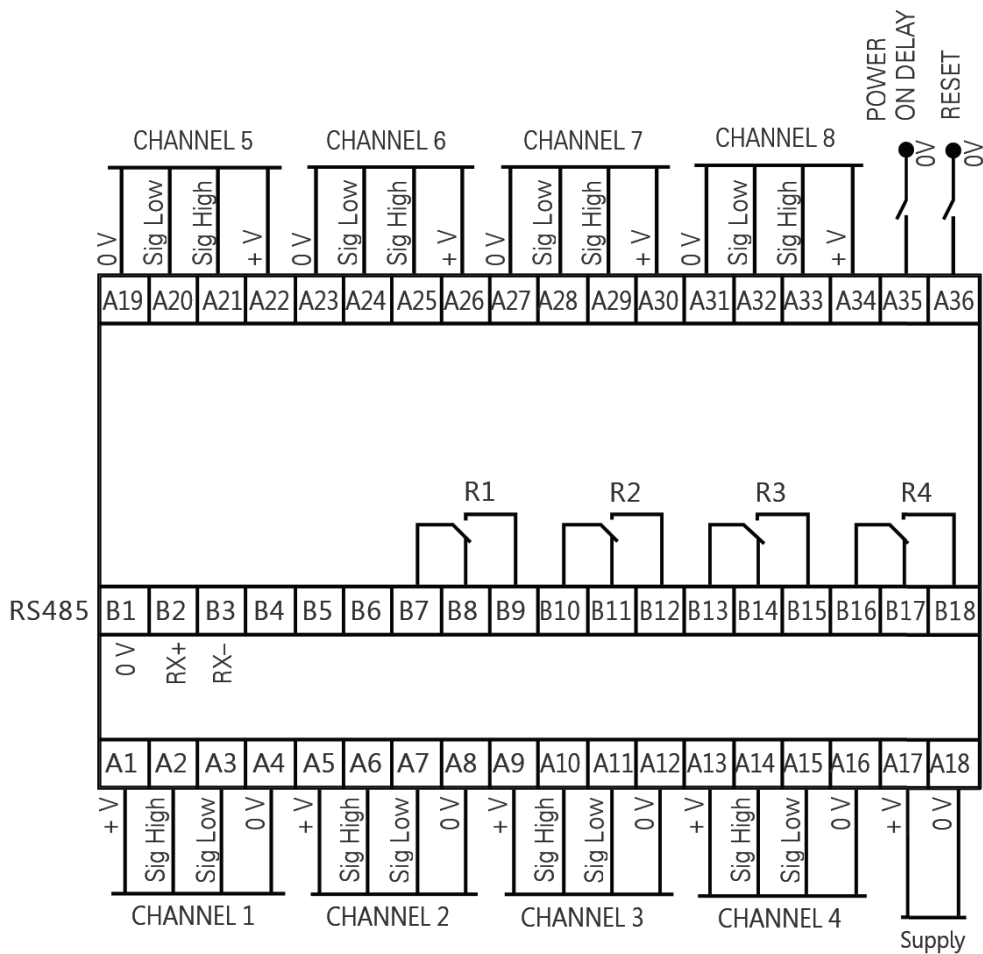 POWER
ON DELAY
RESET
0V
0V
CHANNEL 5
CHANNEL 6
CHANNEL 7
CHANNEL 8
0 V
Sig Low
Sig High
+ V
0 V
Sig Low
Sig High
+ V
0 V
Sig Low
Sig High
+ V
0 V
Sig Low
Sig High
+ V
A19 A20 A21 A22 A23 A24 A25 A26 A27 A28 A29 A30 A31 A32 A33 A34 A35 A36
R1 R2 R3 R4
RS485 B1 B2 B3 B4 B5 B6 B7 B8 B9 B10 B11 B12 B13 B14 B15 B16 B17 B18
0 V
RX+
RX–
A1 A2 A3 A4 A5 A6 A7 A8 A9 A10 A11 A12 A13 A14 A15 A16 A17 A18
+ V
Sig High
Sig Low
0 V
+ V
Sig High
Sig Low
0 V
+ V
Sig High
Sig Low
0 V
+ V
Sig High
Sig Low
0 V
+ V
0 V
CHANNEL 1
CHANNEL 2
CHANNEL 3
CHANNEL 4
Supply